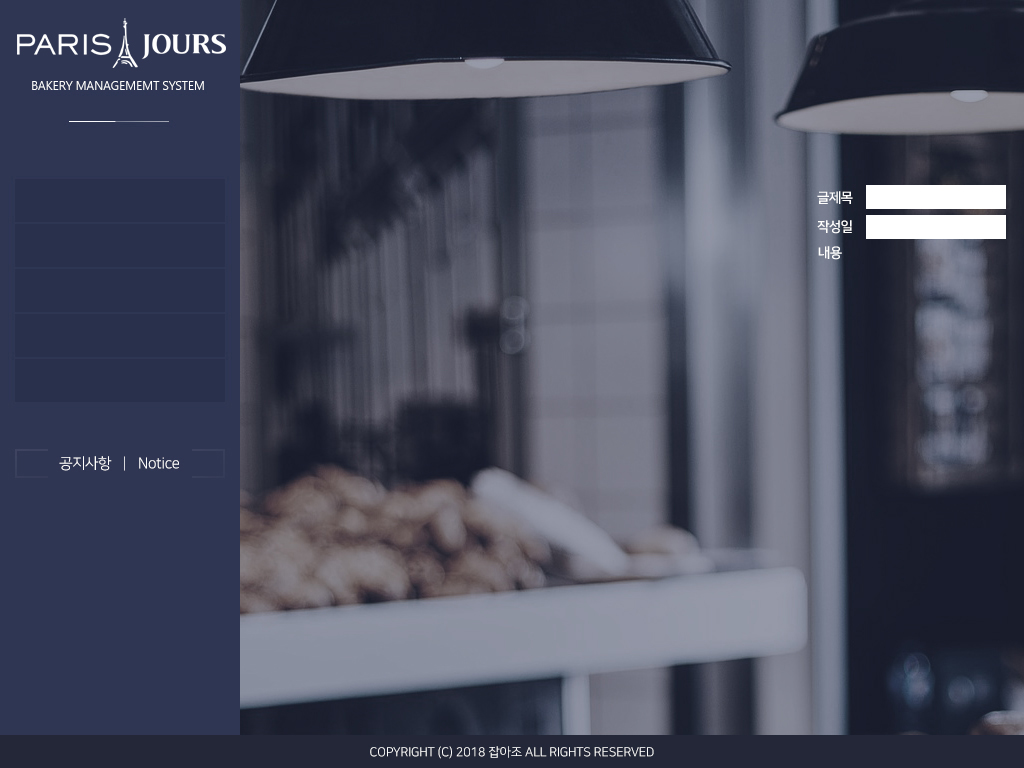 PARIS JOURS
BAKERY MANAGEMEMT SYSTEM
글제목
작성일
내용
공지사항 | Notice
COPYRIGHT (C) 2018 잡아조 ALL RIGHTS RESERVED